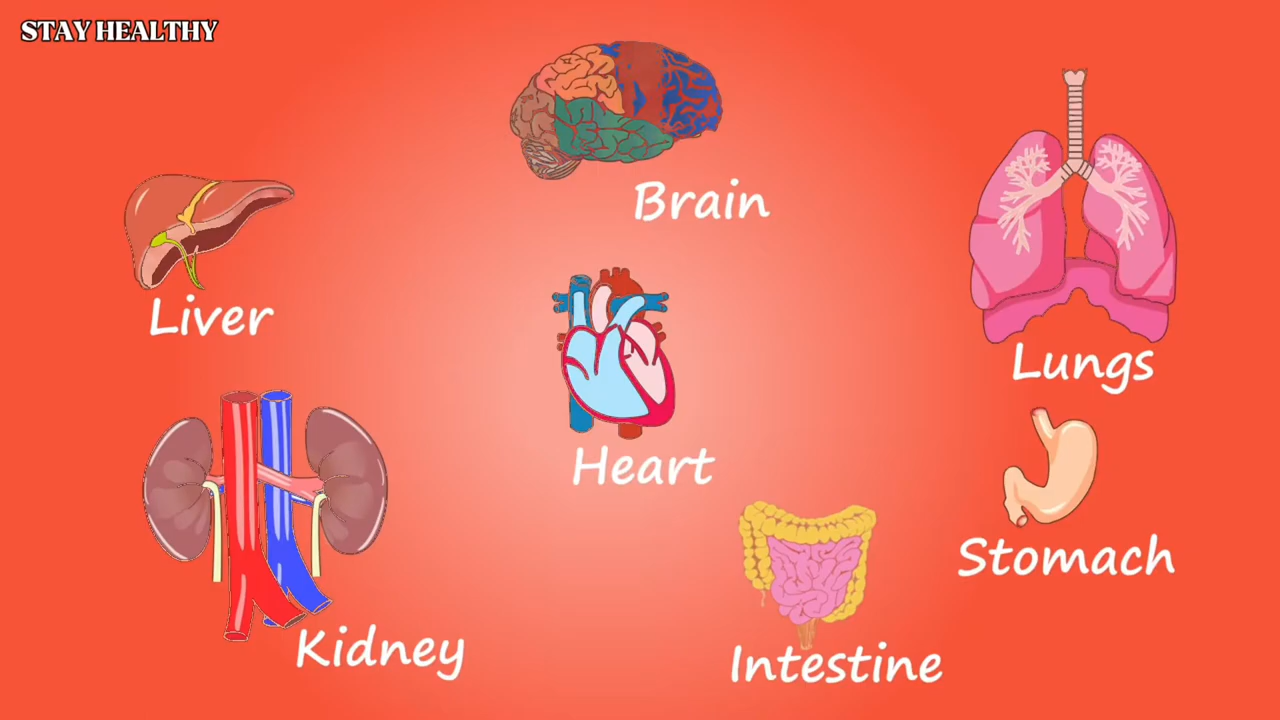 STAY HEALTHY
Brain
Liver
Lungs
Heart
Stomach
Kidney
Intestine